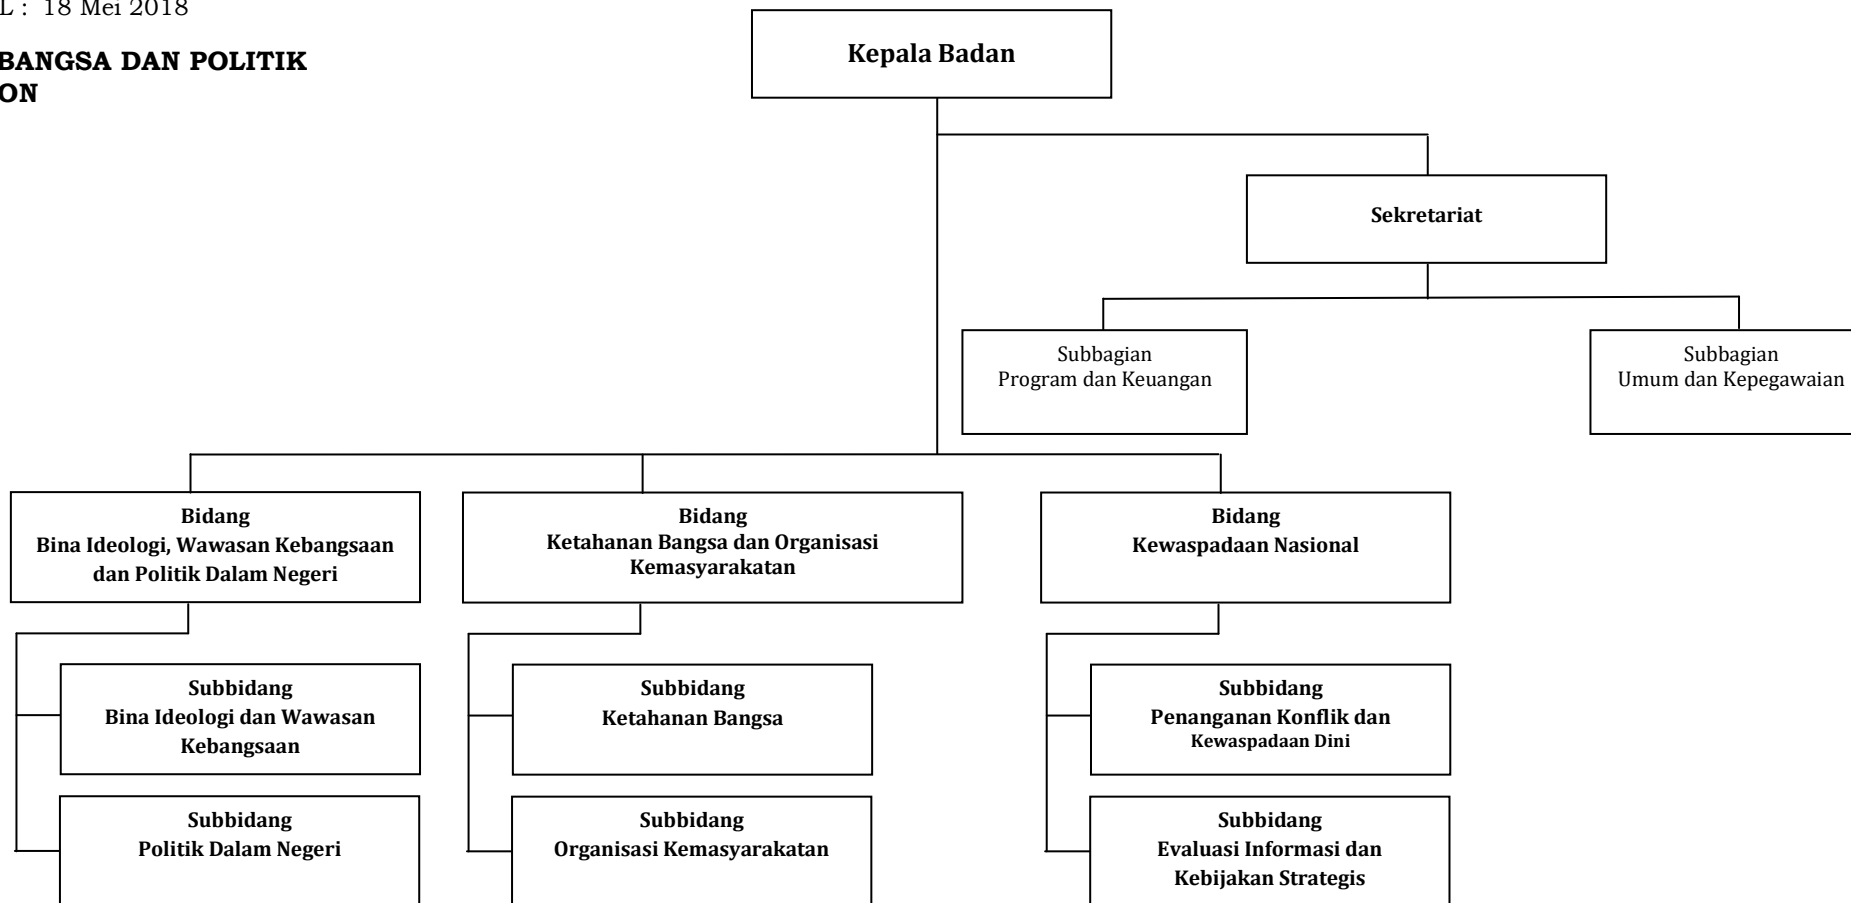 L : 18 Mei 2018
BANGSA DAN POLITIK
ON
Kepala Badan
Sekretariat
Subbagian
Program dan Keuangan
Subbagian
Umum dan Kepegawaian
Bidang
Bina Ideologi, Wawasan Kebangsaan
dan Politik Dalam Negeri
Bidang
Ketahanan Bangsa dan Organisasi
Kemasyarakatan
Bidang
Kewaspadaan Nasional
Subbidang
Bina Ideologi dan Wawasan
Kebangsaan
Subbidang
Ketahanan Bangsa
Subbidang
Penanganan Konflik dan
Kewaspadaan Dini
Subbidang
Politik Dalam Negeri
Subbidang
Organisasi Kemasyarakatan
Subbidang
Evaluasi Informasi dan
Kebijakan Strategis